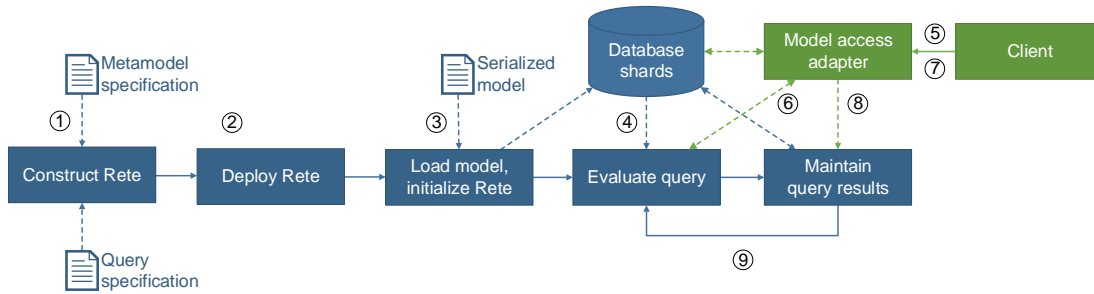 Metamodel
specification
Serialized
model
Database
shards
Model access
adapter
⑤
⑦
Client
①
②
③
④
⑥
⑧
Construct Rete
Deploy Rete
Load model,
initialize Rete
Evaluate query
Maintain
query results
Query
specification
⑨